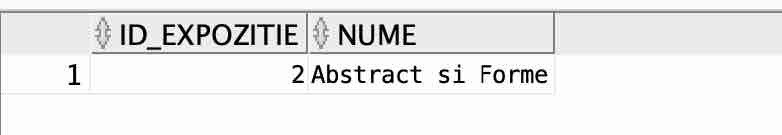 ID_EXPOZITIE NUME
1 2 Abstract si Forme